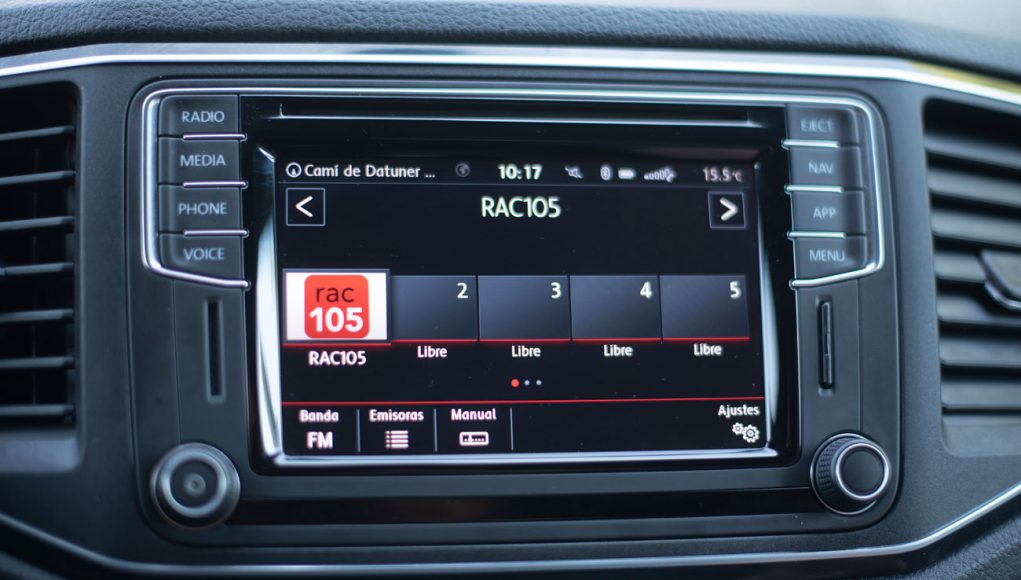 RADIO
MEDIA
PHONE
VOICE
EJECT
NAV
APP
MENU
Camí de Datuner ...
10:17
15.5 °C
RAC105
rac
105
2
3
4
5
RAC105
Libre
Libre
Libre
Libre
Banda
FM
Emisoras
Manual
Ajustes